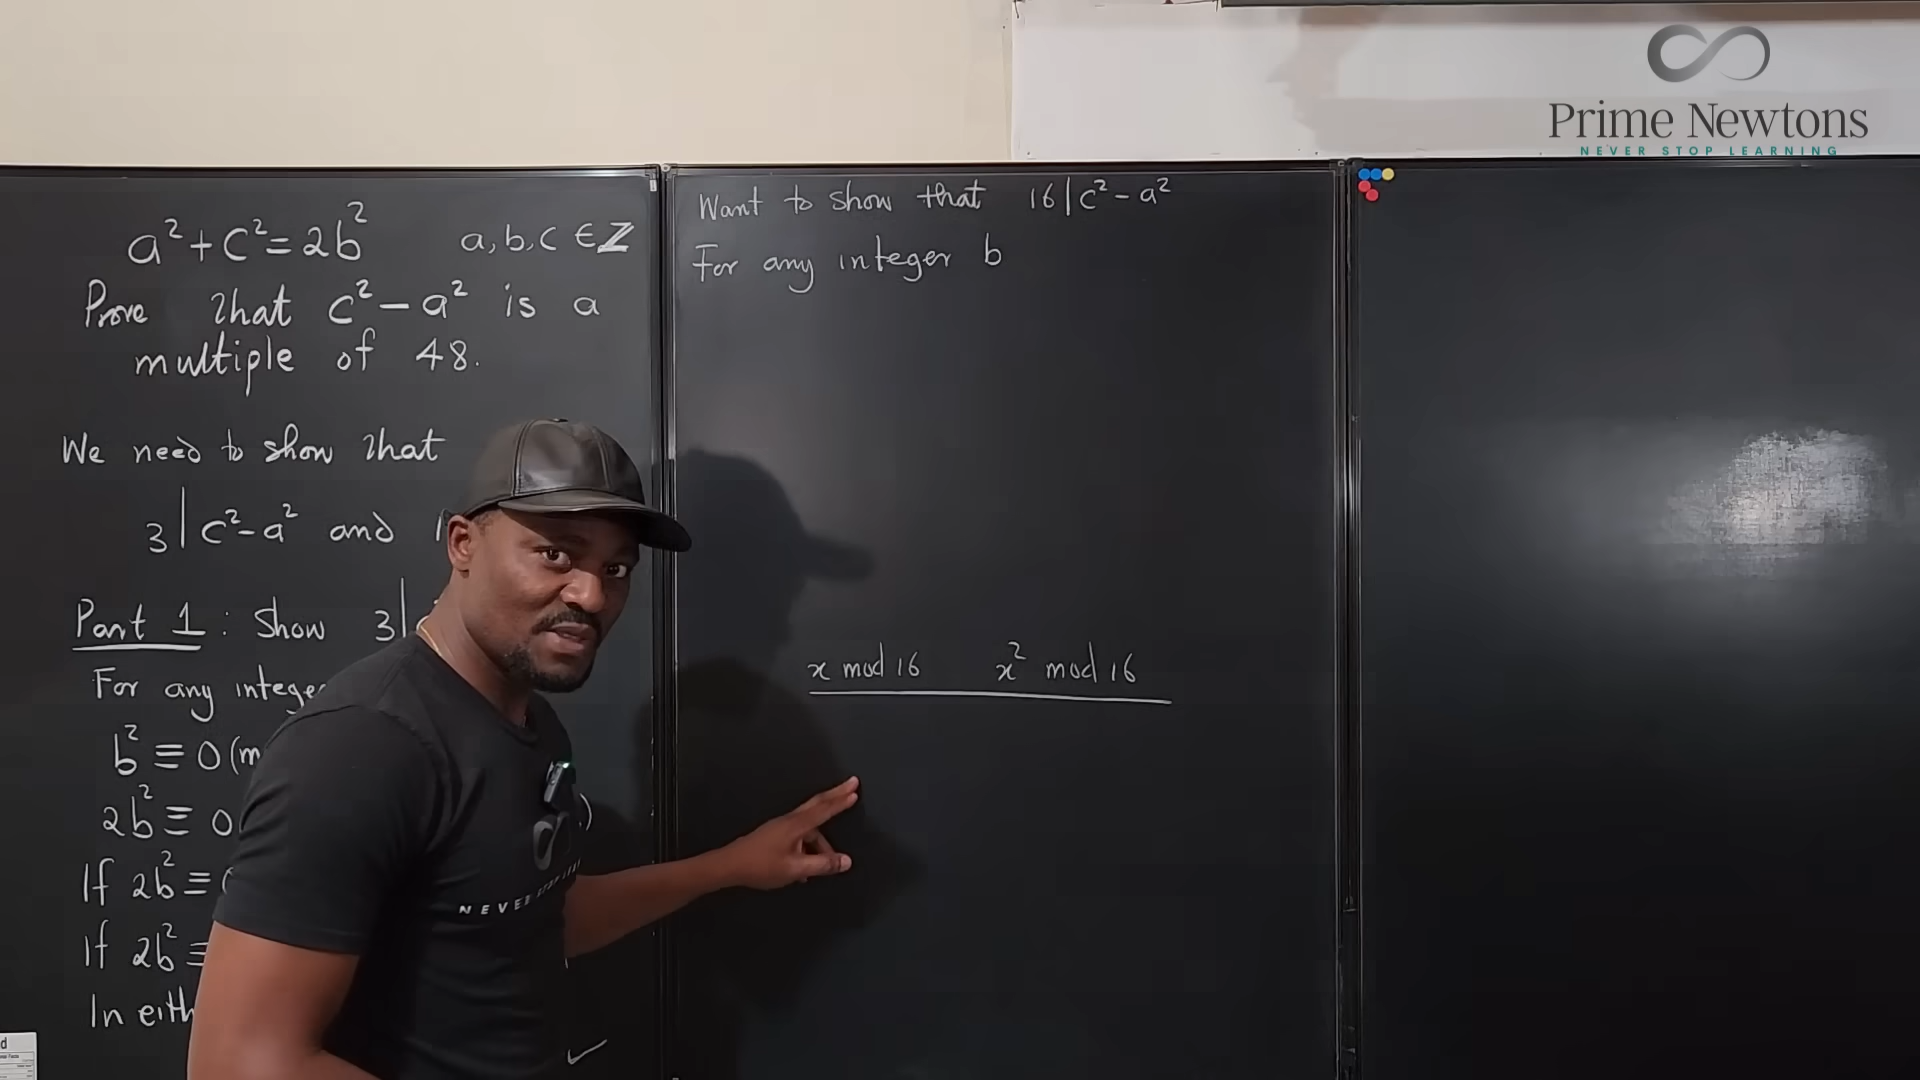 Prime Newtons
NEVER STOP LEARNING
a² + c² = 2b² a, b, c ∈ ℤ
Prove that c² - a² is a
multiple of 48.
We need to show that
3 | c² - a² and
Part 1 : Show 3 |
For any intege
b² ≡ 0 (m
2b² ≡ 0 )
If 2b² ≡
If 2b² ≡
In eith
✓
Want to show that 16 | c² - a²
For any integer b
x mod 16 x² mod 16
NEVE
d